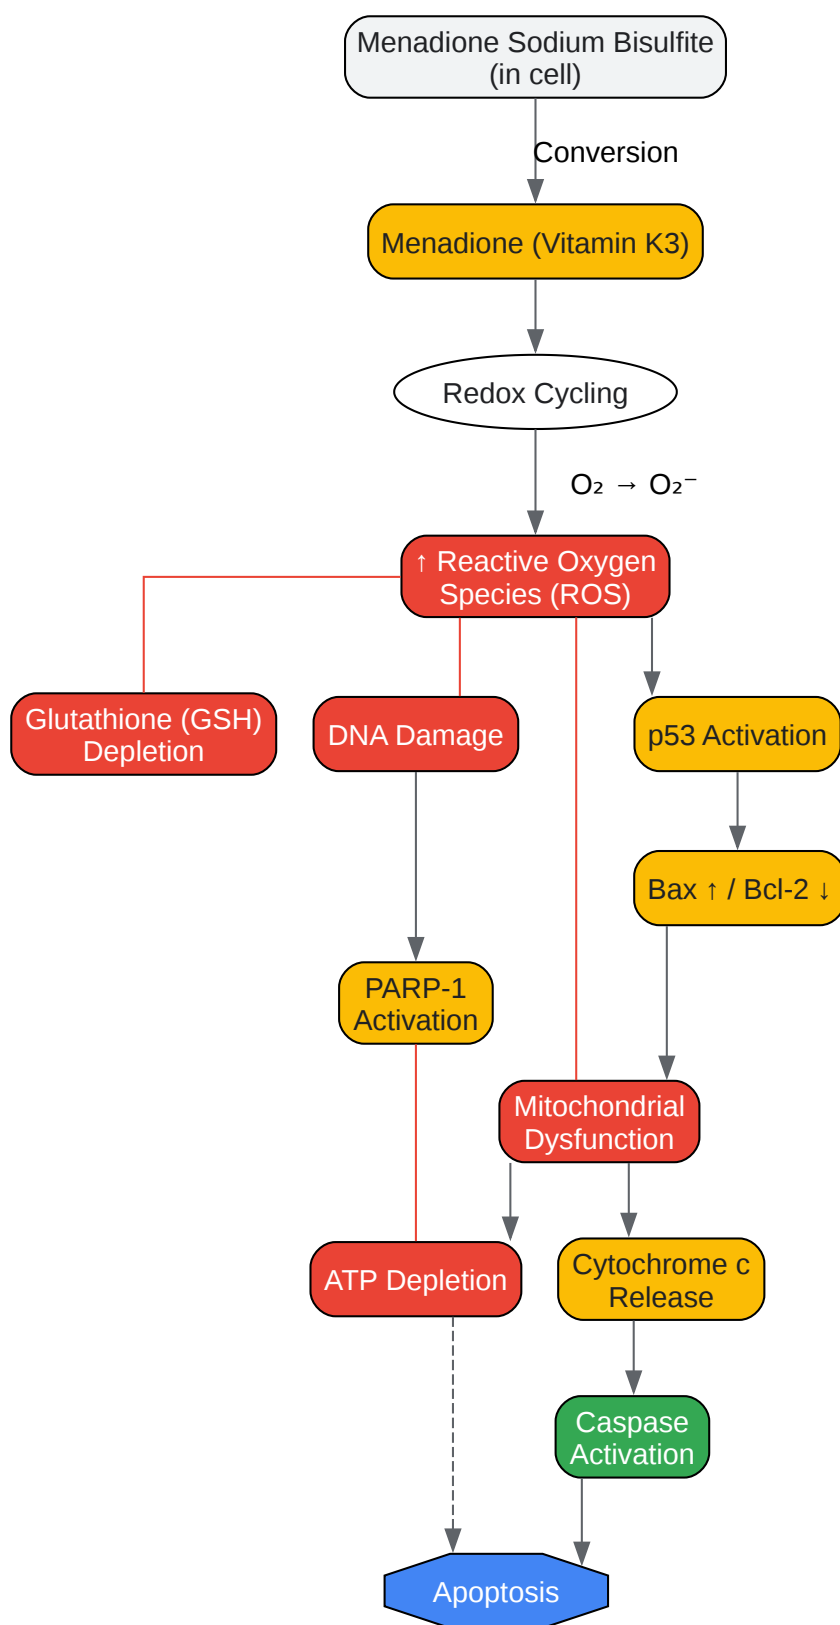 Menadione Sodium Bisulfite
(in cell)
Conversion
Menadione (Vitamin K3)
Redox Cycling
O₂ → O₂⁻
↑ Reactive Oxygen
Species (ROS)
Glutathione (GSH)
Depletion
DNA Damage
p53 Activation
Bax ↑ / Bcl-2 ↓
PARP-1
Activation
Mitochondrial
Dysfunction
ATP Depletion
Cytochrome c
Release
Caspase
Activation
Apoptosis